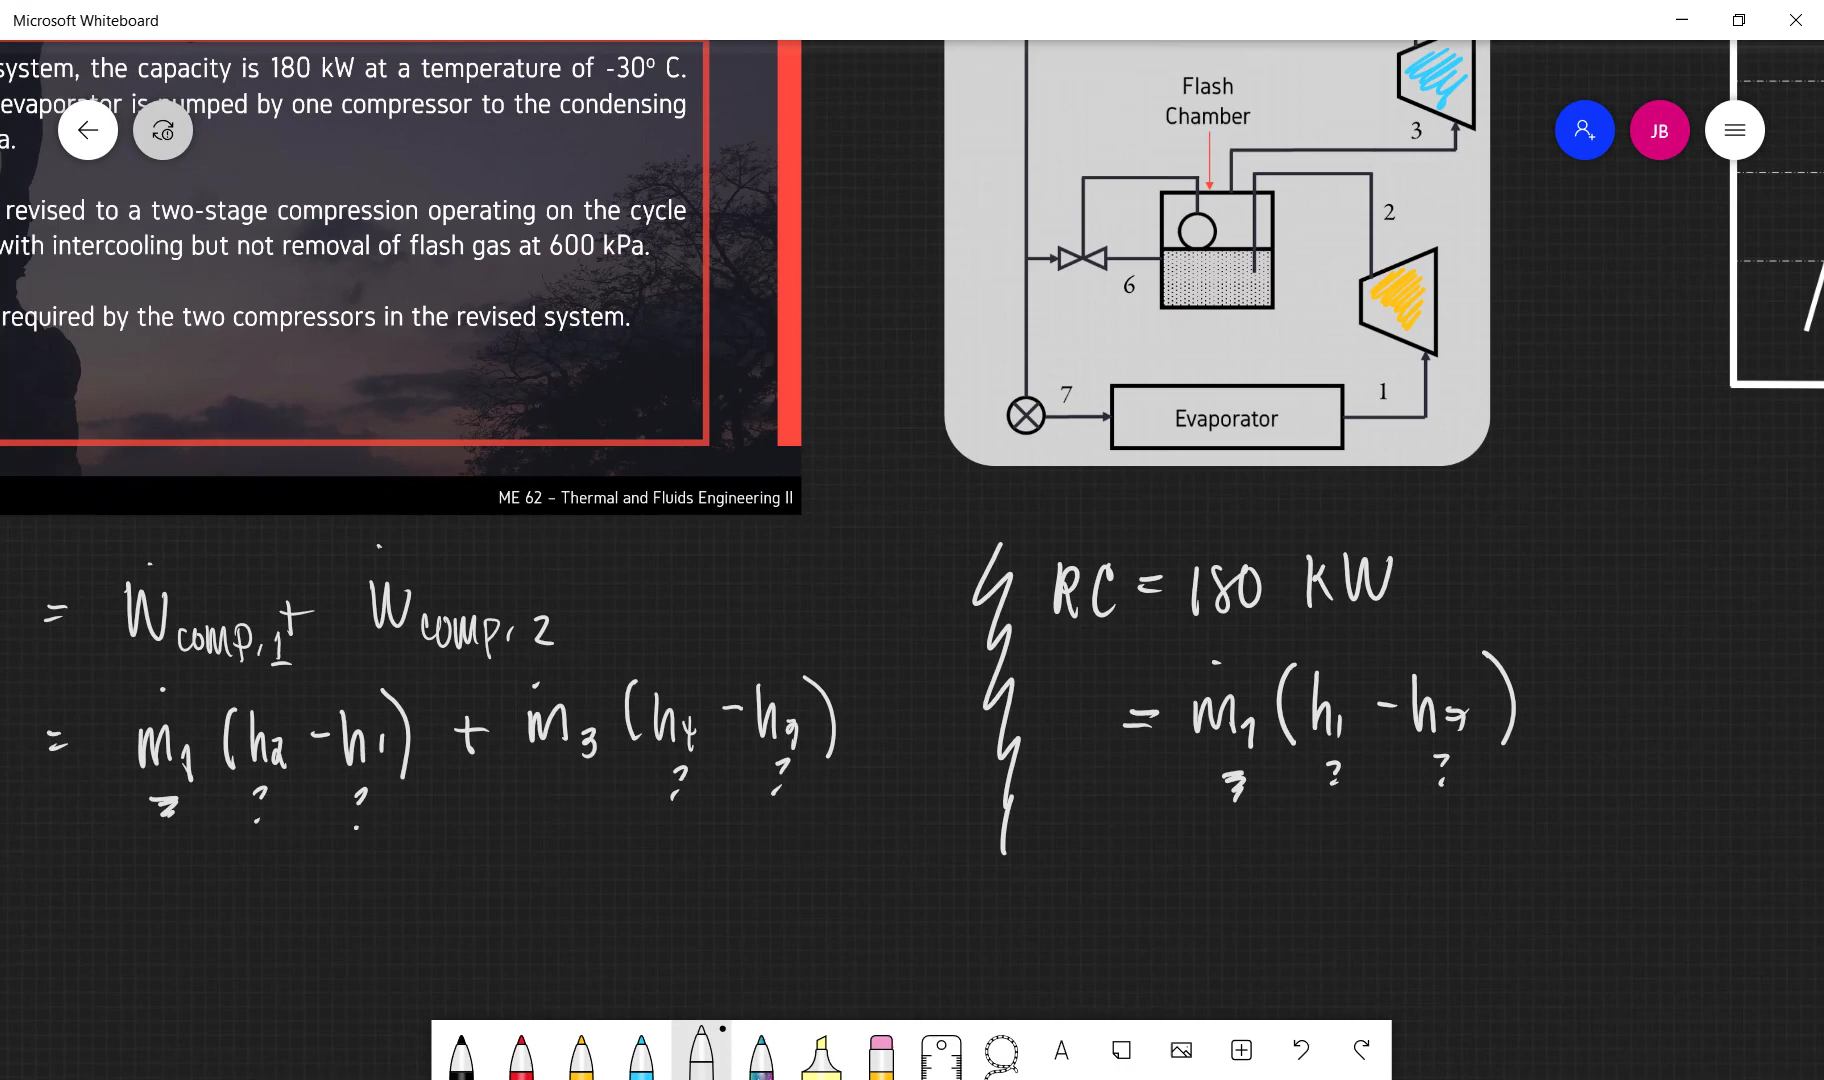 Microsoft Whiteboard
system, the capacity is 180 kW at a temperature of -30º C.
evaporator is pumped by one compressor to the condensing
a.
revised to a two-stage compression operating on the cycle
with intercooling but not removal of flash gas at 600 kPa.
required by the two compressors in the revised system.
ME 62 – Thermal and Fluids Engineering II
Flash
Chamber
3
2
6
7
1
Evaporator
JB
= Ẇcomp,1 + Ẇcomp,2
= ṁ1 (h2 - h1) + ṁ3 (h4 - h3)
? ? ? ?
RC = 180 KW
= ṁ1 (h1 - h7)
? ?
A